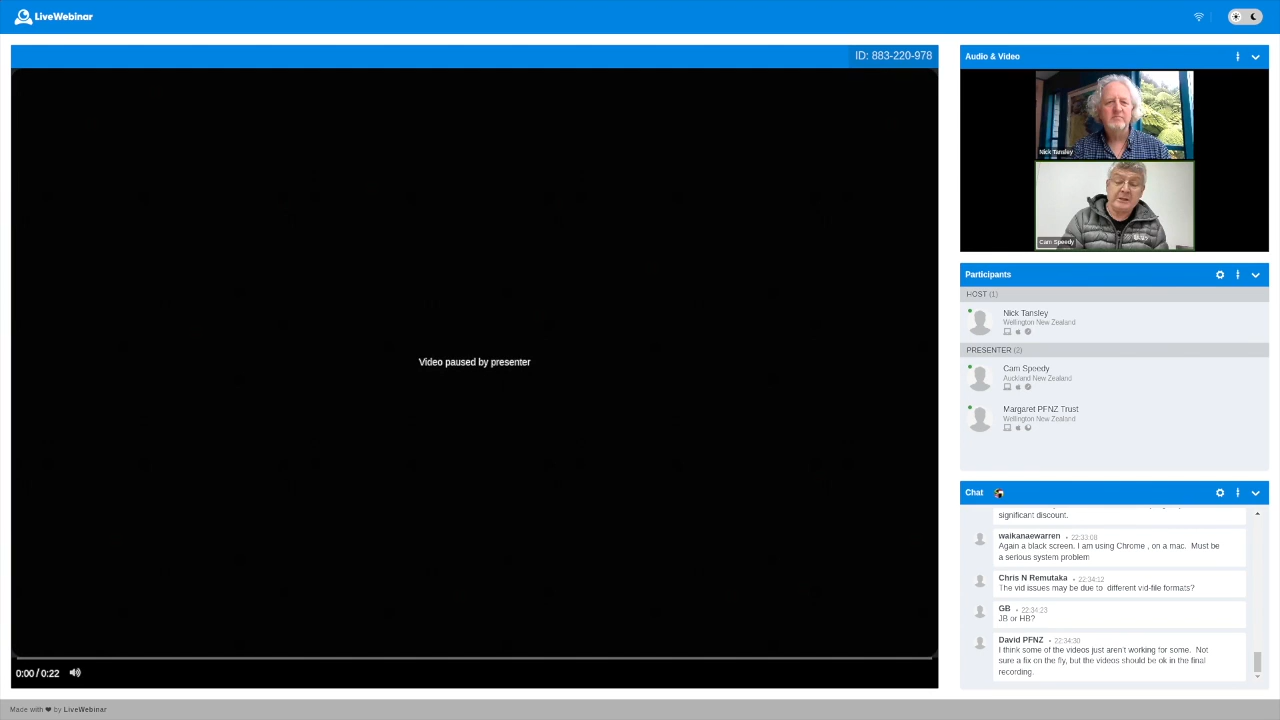 LiveWebinar
ID: 883-220-978
Video paused by presenter
0:00 / 0:22
Audio & Video
Nick Tansley
Cam Speedy
Participants
HOST (1)
Nick Tansley
Wellington New Zealand
PRESENTER (2)
Cam Speedy
Auckland New Zealand
Margaret PFNZ Trust
Wellington New Zealand
Chat
significant discount.
waikanaewarren • 22:33:08
Again a black screen. I am using Chrome , on a mac. Must be
a serious system problem
Chris N Remutaka • 22:34:12
The vid issues may be due to different vid-file formats?
GB • 22:34:23
JB or HB?
David PFNZ • 22:34:30
I think some of the videos just aren't working for some. Not
sure a fix on the fly, but the videos should be ok in the final
recording.
Made with ❤ by LiveWebinar